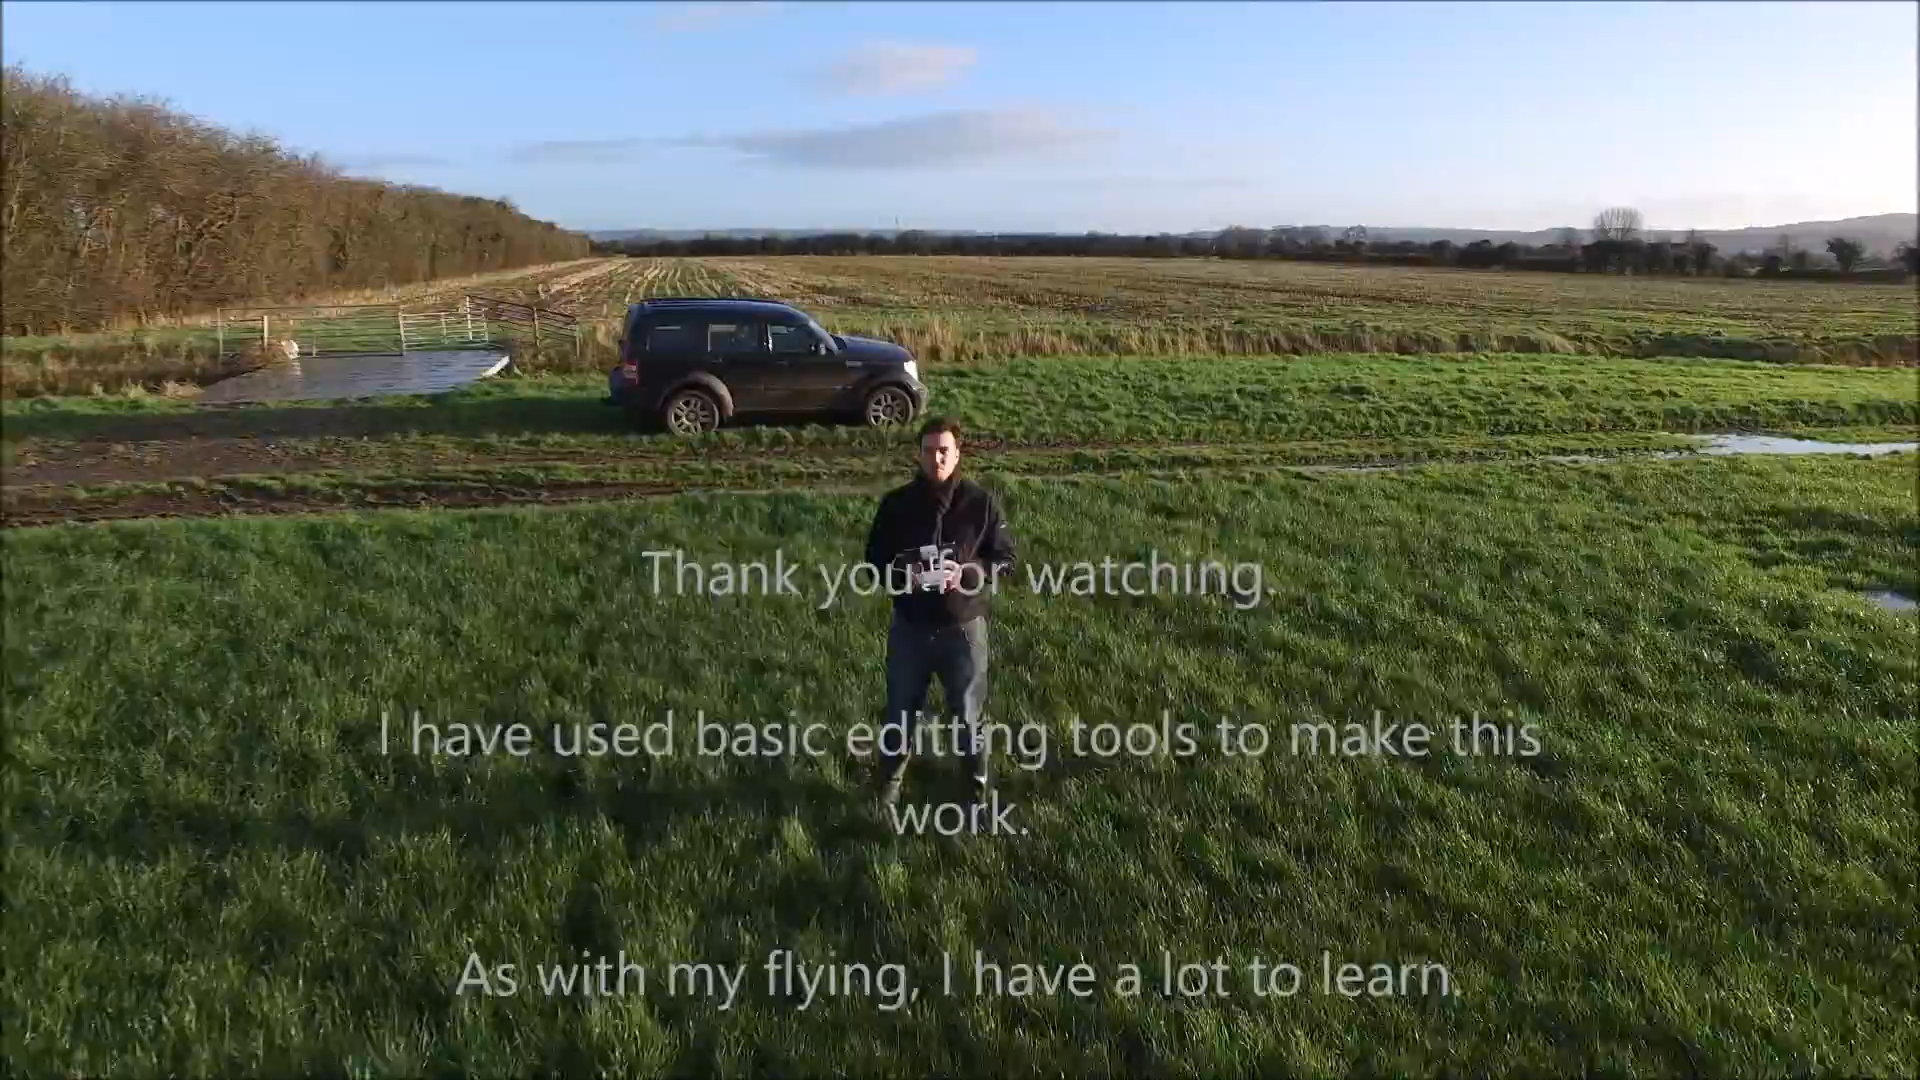 Thank you for watching.
I have used basic editting tools to make this
work.
As with my flying, I have a lot to learn.